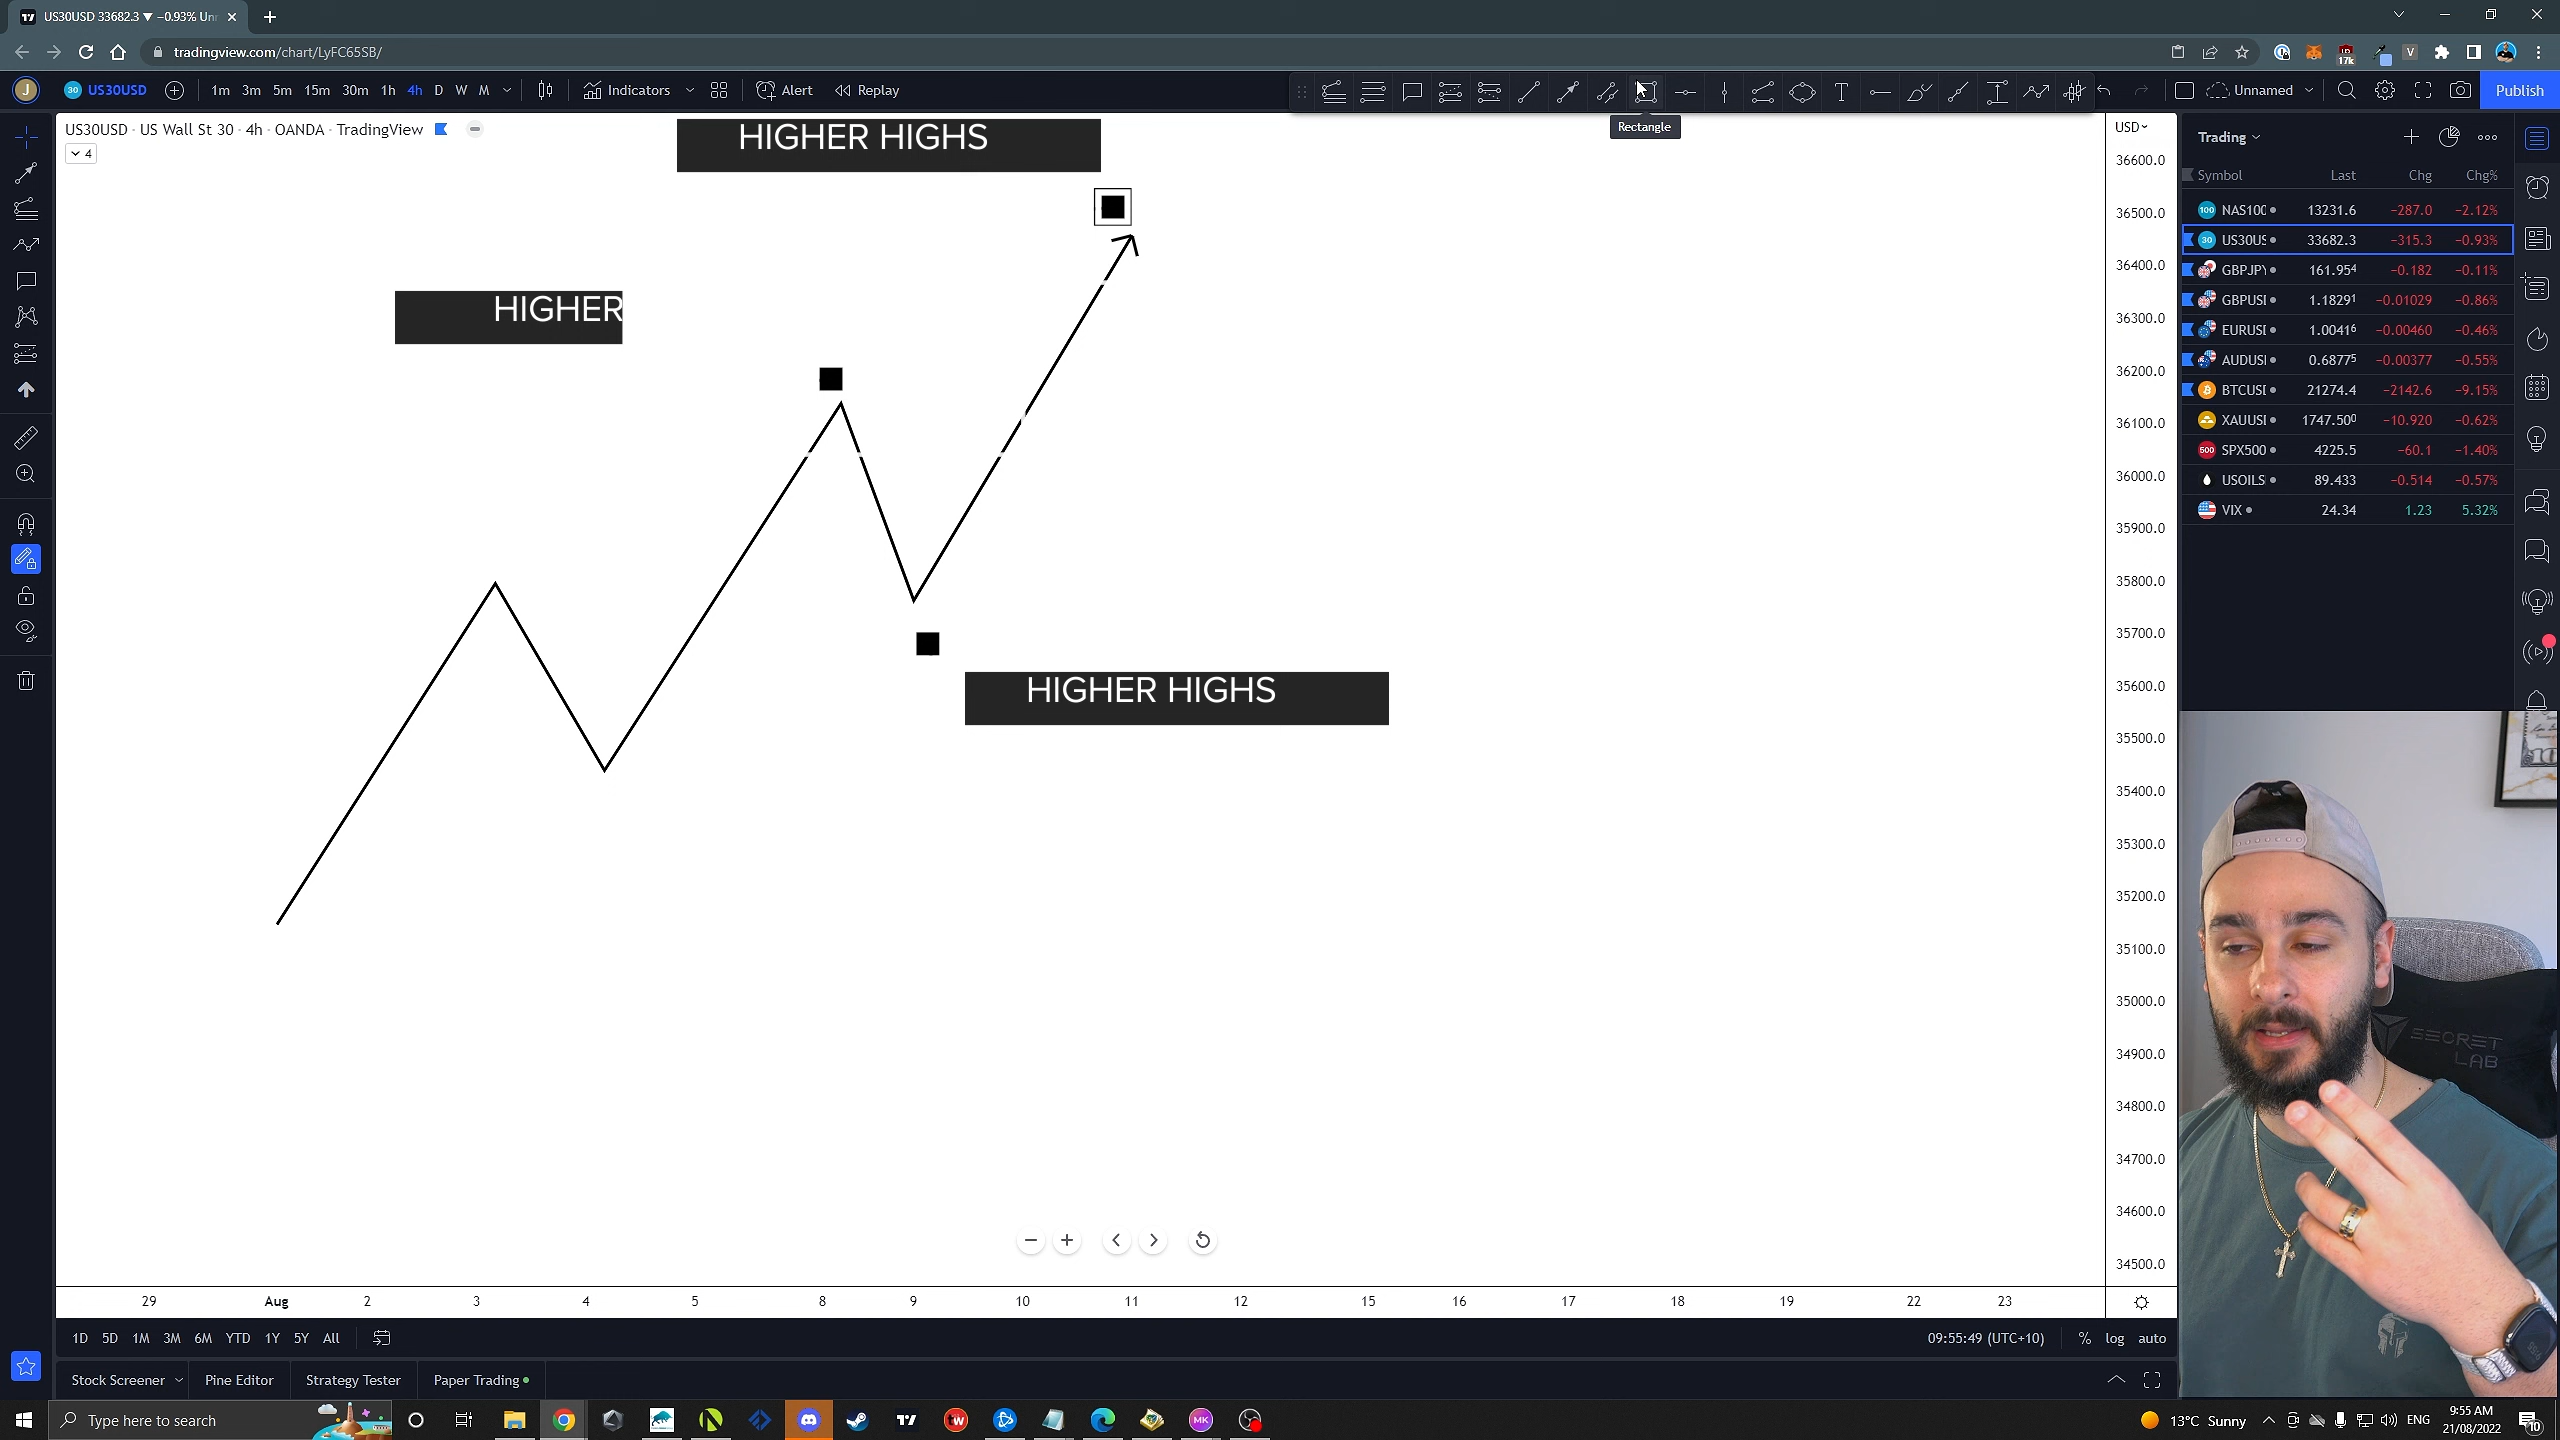 US30USD 33682.3 ▼ −0.93% Un
tradingview.com/chart/LyFC65SB/
17k
J
30 US30USD 1m 3m 5m 15m 30m 1h 4h D W M Indicators Alert Replay Unnamed Publish
Rectangle
US30USD · US Wall St 30 · 4h · OANDA · TradingView
4
HIGHER HIGHS
HIGHER
HIGHER HIGHS
USD
36600.0
36500.0
36400.0
36300.0
36200.0
36100.0
36000.0
35900.0
35800.0
35700.0
35600.0
35500.0
35400.0
35300.0
35200.0
35100.0
35000.0
34900.0
34800.0
34700.0
34600.0
34500.0
Trading
Symbol Last Chg Chg%
100 NAS100 13231.6 −287.0 −2.12%
30 US30US 33682.3 −315.3 −0.93%
GBPJPY 161.954 −0.182 −0.11%
GBPUSI 1.18291 −0.01029 −0.86%
EURUSI 1.00416 −0.00460 −0.46%
AUDUSI 0.68775 −0.00377 −0.55%
BTCUSI 21274.4 −2142.6 −9.15%
XAUUSI 1747.500 −10.920 −0.62%
500 SPX500 4225.5 −60.1 −1.40%
USOILS 89.433 −0.514 −0.57%
VIX 24.34 1.23 5.32%
SECRET
LAB
29 Aug 2 3 4 5 8 9 10 11 12 15 16 17 18 19 22 23
1D 5D 1M 3M 6M YTD 1Y 5Y All 09:55:49 (UTC+10) % log auto
Stock Screener Pine Editor Strategy Tester Paper Trading
Type here to search
MK
13°C Sunny ENG
9:55 AM
21/08/2022
10